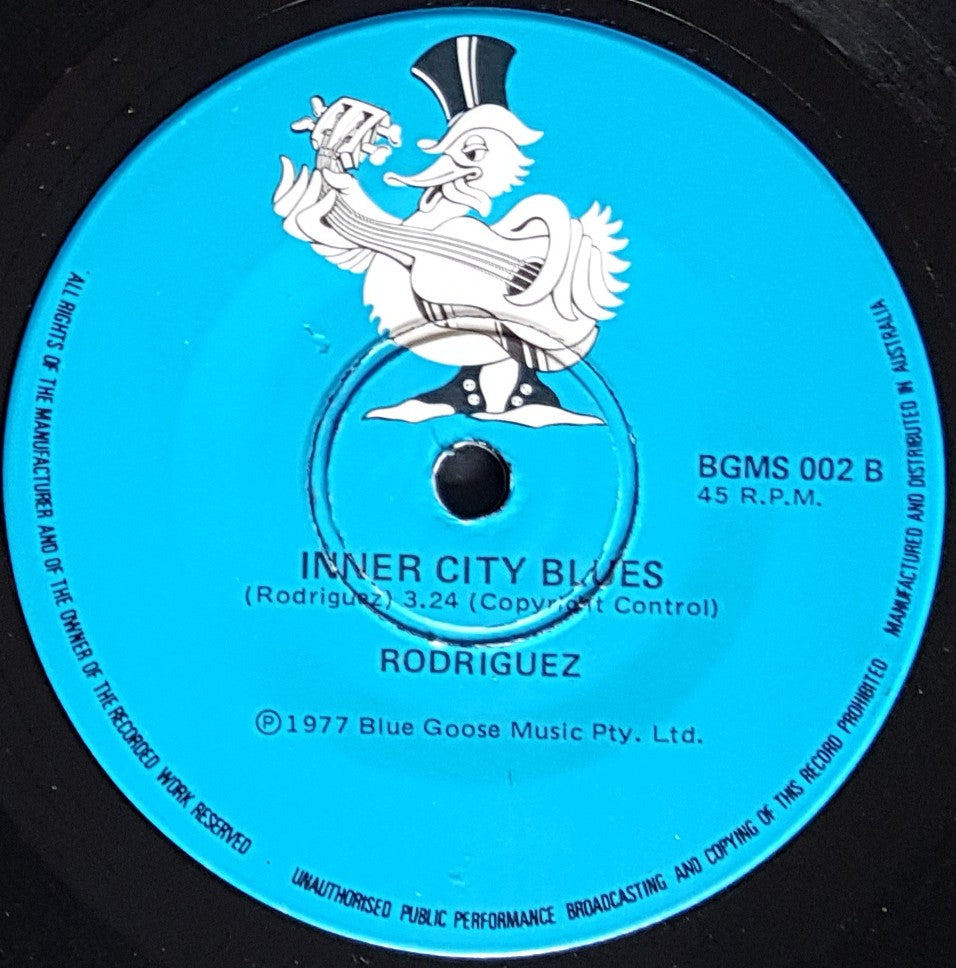 BGMS 002 B
45 R.P.M.
INNER CITY BLUES
(Rodriguez) 3.24 (Copyright Control)
RODRIGUEZ
℗1977 Blue Goose Music Pty. Ltd.
ALL RIGHTS OF THE MANUFACTURER AND OF THE OWNER OF THE RECORDED WORK RESERVED
UNAUTHORISED PUBLIC PERFORMANCE BROADCASTING AND COPYING OF THIS RECORD PROHIBITED
MANUFACTURED AND DISTRIBUTED IN AUSTRALIA